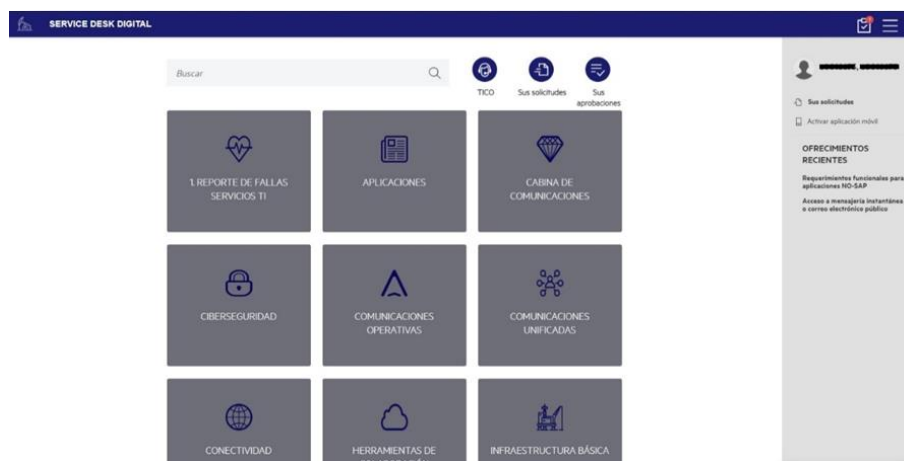 SERVICE DESK DIGITAL
Buscar
TICO
Sus solicitudes
Sus
aprobaciones
1. REPORTE DE FALLAS
SERVICIOS TI
APLICACIONES
CABINA DE
COMUNICACIONES
CIBERSEGURIDAD
COMUNICACIONES
OPERATIVAS
COMUNICACIONES
UNIFICADAS
CONECTIVIDAD
HERRAMIENTAS DE
INFRAESTRUCTURA BÁSICA
Sus solicitudes
Activar aplicación móvil
OFRECIMIENTOS
RECIENTES
Requerimientos funcionales para
aplicaciones NO-SAP
Acceso a mensajería instantánea
o correo electrónico público